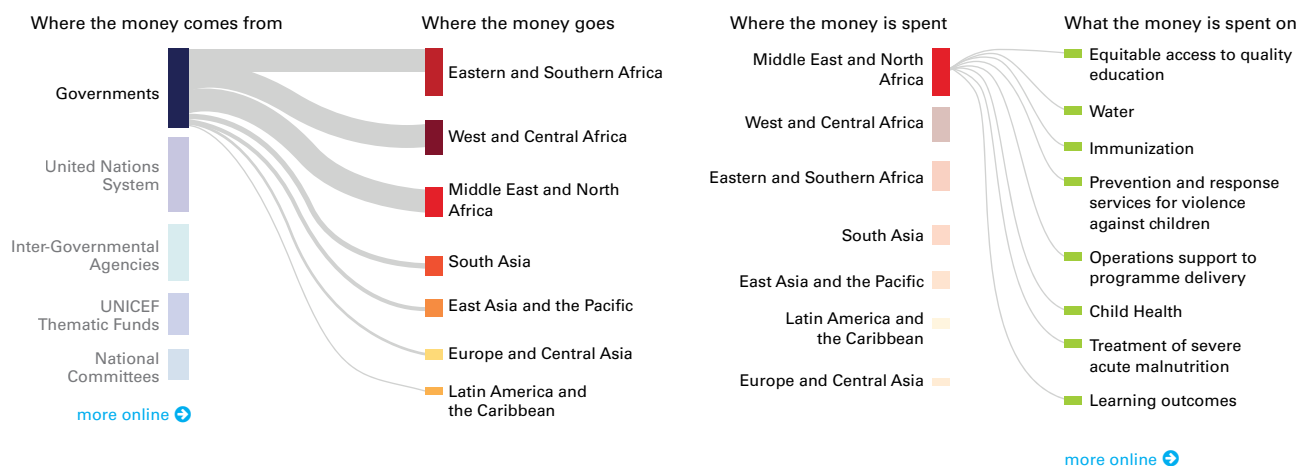 Where the money comes from
Governments
United Nations
System
Inter-Governmental
Agencies
UNICEF
Thematic Funds
National
Committees
more online
Where the money goes
Eastern and Southern Africa
West and Central Africa
Middle East and North
Africa
South Asia
East Asia and the Pacific
Europe and Central Asia
Latin America and
the Caribbean
Where the money is spent
Middle East and North
Africa
West and Central Africa
Eastern and Southern Africa
South Asia
East Asia and the Pacific
Latin America and
the Caribbean
Europe and Central Asia
What the money is spent on
Equitable access to quality
education
Water
Immunization
Prevention and response
services for violence
against children
Operations support to
programme delivery
Child Health
Treatment of severe
acute malnutrition
Learning outcomes
more online